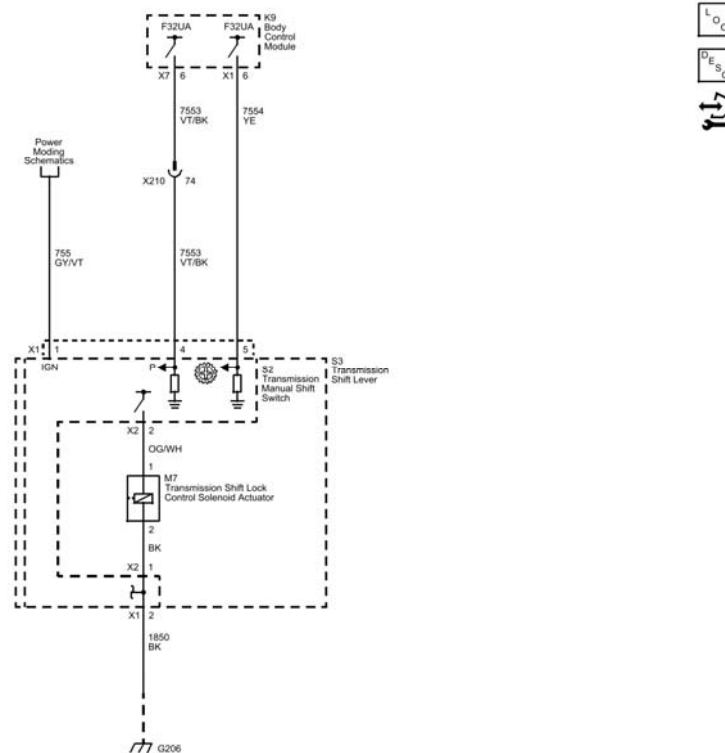 K9
Body
Control
Module
F32UA F32UA
X7 6 X1 6
7553
VT/BK
7554
YE
Power
Moding
Schematics
X210 74
755
GY/VT
7553
VT/BK
X1 1 4 5
IGN
P
S2
Transmission
Manual Shift
Switch
S3
Transmission
Shift Lever
X2 2
OG/WH
1
M7
Transmission Shift Lock
Control Solenoid Actuator
2
BK
X2 1
X1 2
1850
BK
G206